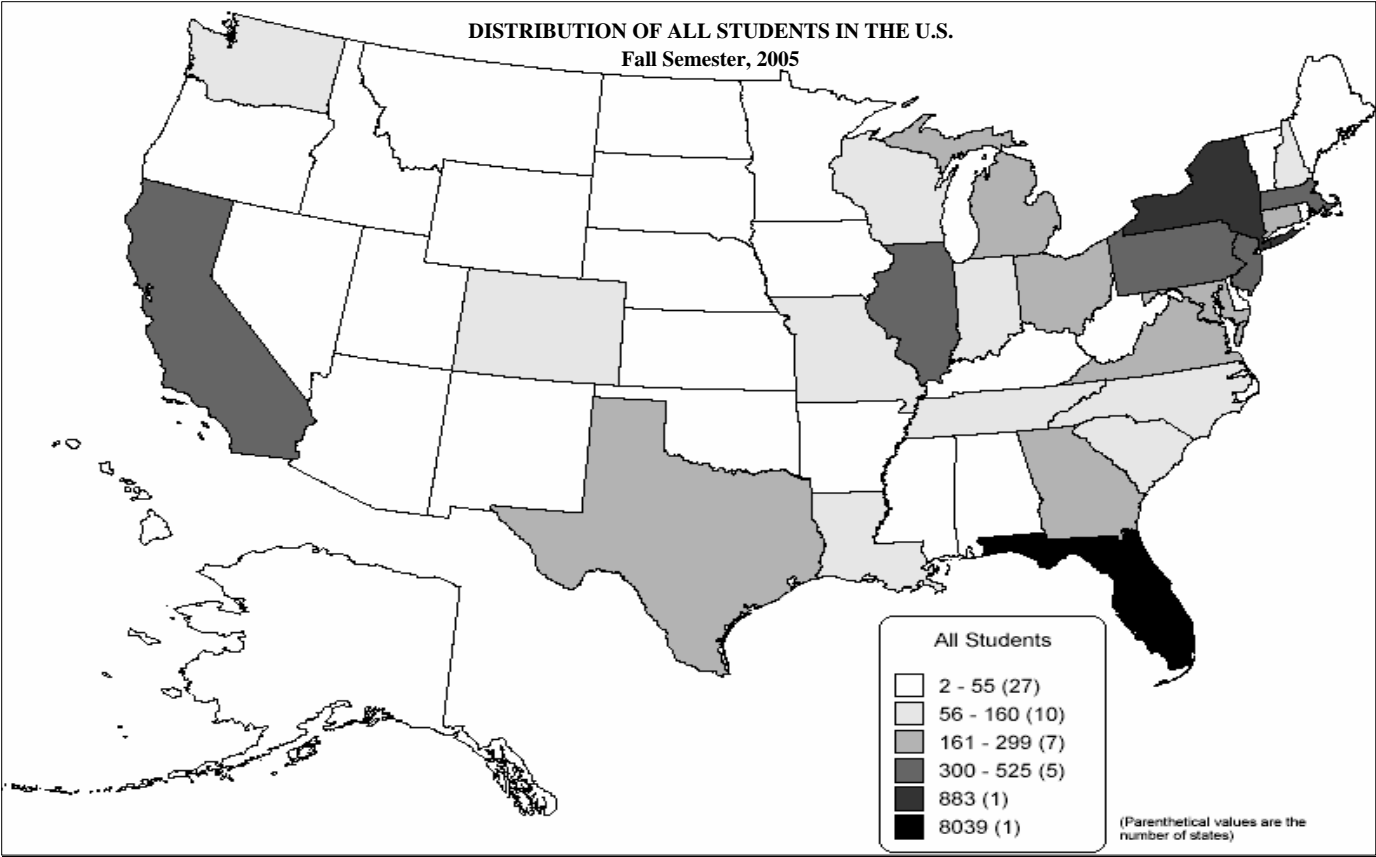 DISTRIBUTION OF ALL STUDENTS IN THE U.S.
Fall Semester, 2005
All Students
2 - 55 (27)
56 - 160 (10)
161 - 299 (7)
300 - 525 (5)
883 (1)
8039 (1)
(Parenthetical values are the
number of states)